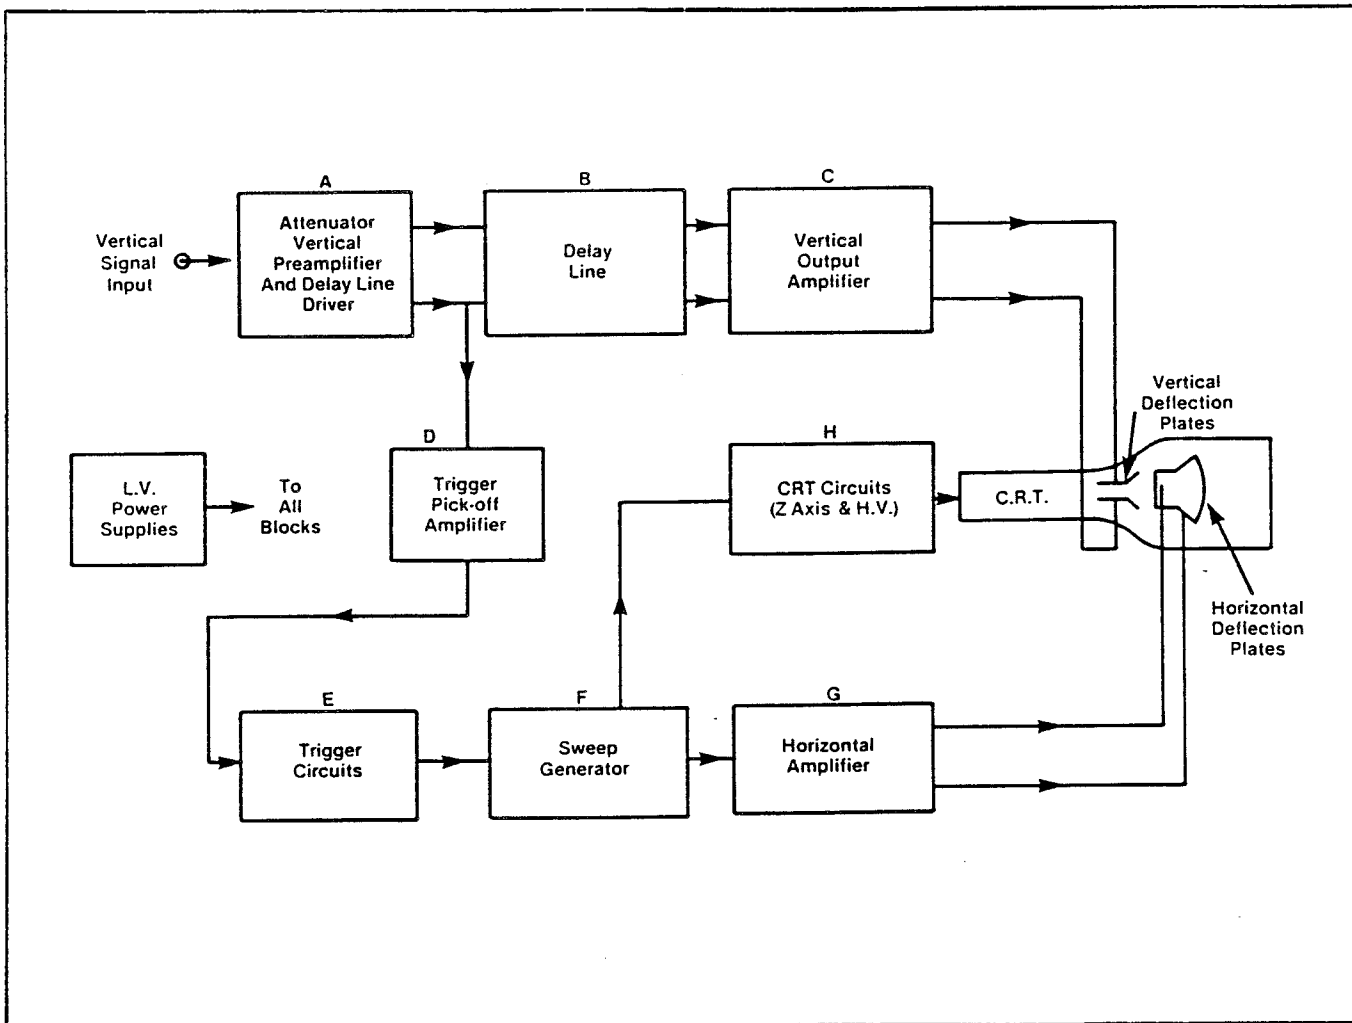 A
Attenuator
Vertical
Preamplifier
And Delay Line
Driver
B
Delay
Line
C
Vertical
Output
Amplifier
Vertical
Signal
Input
Vertical
Deflection
Plates
D
Trigger
Pick-off
Amplifier
H
CRT Circuits
(Z Axis & H.V.)
C.R.T.
L.V.
Power
Supplies
To
All
Blocks
Horizontal
Deflection
Plates
E
Trigger
Circuits
F
Sweep
Generator
G
Horizontal
Amplifier